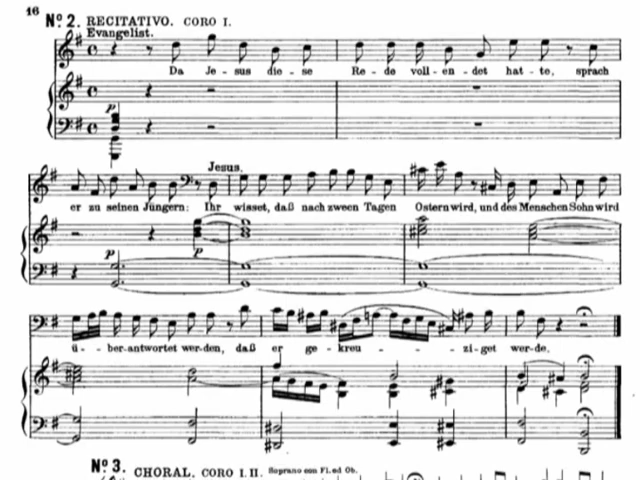 16 Nº 2. RECITATIVO. CORO I.
Evangelist.
Da Je - sus die - se Re - de voll - en - det hat - te, sprach
p
Jesus.
er zu seinen Jüngern: Ihr wisset, daß nach zween Tagen Ostern wird, und des Menschen Sohn wird
p p
ü - ber-antwortet wer-den, daß er ge - kreu - - - ziget wer-de.
Nº 3. CHORAL. CORO I. II. Soprano con Fl. ed Ob.